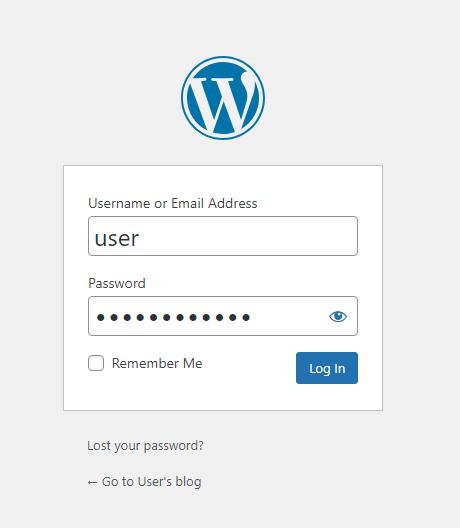 Username or Email Address
user
Password
••••••••••••
Remember Me
Log In
Lost your password?
← Go to User's blog